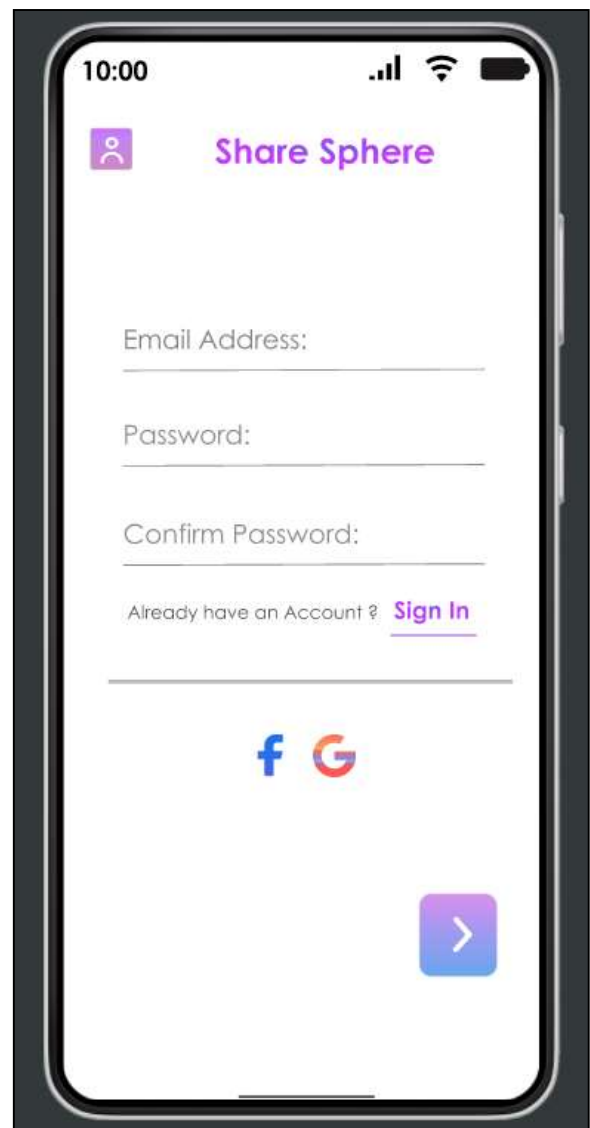 10:00
Share Sphere
Email Address:
Password:
Confirm Password:
Already have an Account ? Sign In